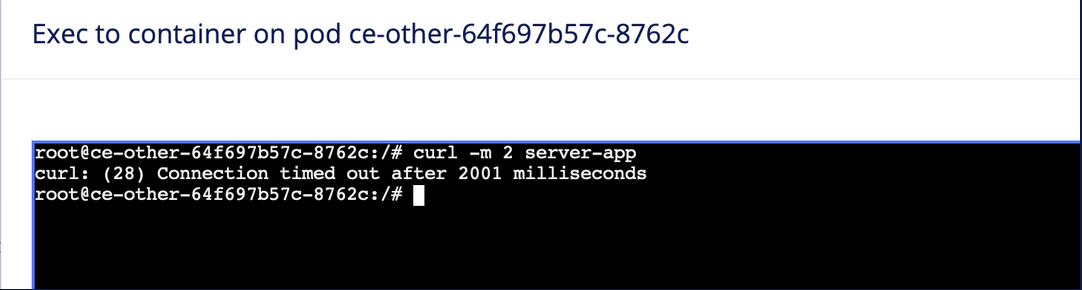 Exec to container on pod ce-other-64f697b57c-8762c
root@ce-other-64f697b57c-8762c:/# curl -m 2 server-app
curl: (28) Connection timed out after 2001 milliseconds
root@ce-other-64f697b57c-8762c:/#